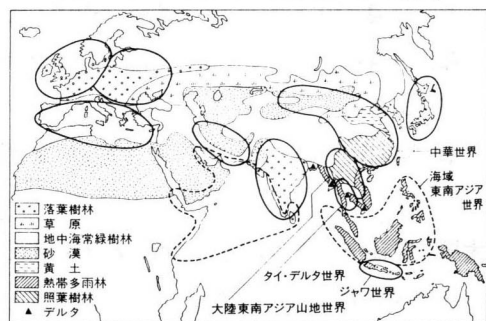 中華世界
海域
東南アジア
世界
落葉樹林
草原
地中海常緑樹林
砂漠
黄土
熱帯多雨林
照葉樹林
デルタ
タイ・デルタ世界
ジャワ世界
大陸東南アジア山地世界